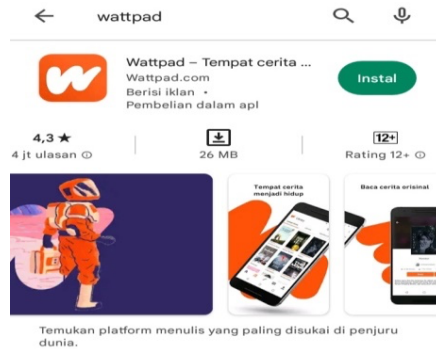 wattpad
Wattpad – Tempat cerita ...
Wattpad.com
Berisi iklan •
Pembelian dalam apl
Instal
4,3 ★
4 jt ulasan
26 MB
12+
Rating 12+
Tempat cerita
menjadi hidup
Baca cerita orisinal
Temukan platform menulis yang paling disukai di penjuru
dunia.